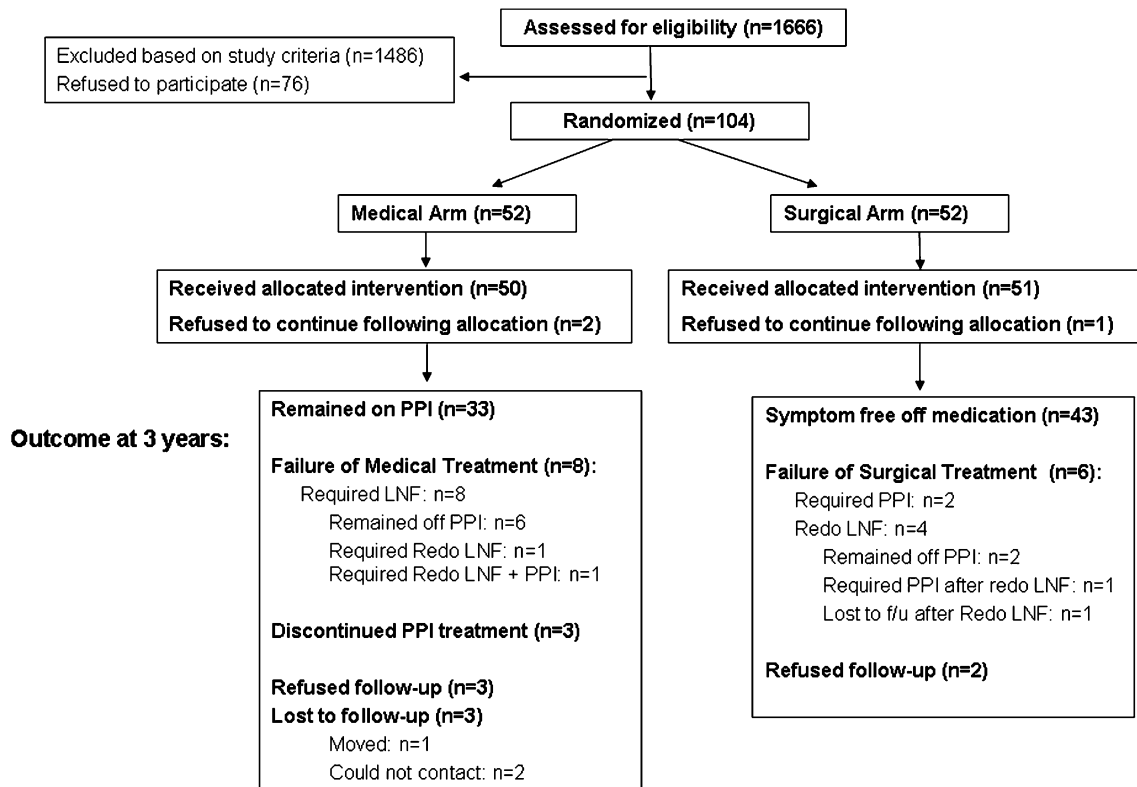 Assessed for eligibility (n=1666)
Excluded based on study criteria (n=1486)
Refused to participate (n=76)
Randomized (n=104)
Medical Arm (n=52)
Surgical Arm (n=52)
Received allocated intervention (n=50)
Refused to continue following allocation (n=2)
Received allocated intervention (n=51)
Refused to continue following allocation (n=1)
Outcome at 3 years:
Remained on PPI (n=33)
Failure of Medical Treatment (n=8):
Required LNF: n=8
Remained off PPI: n=6
Required Redo LNF: n=1
Required Redo LNF + PPI: n=1
Discontinued PPI treatment (n=3)
Refused follow-up (n=3)
Lost to follow-up (n=3)
Moved: n=1
Could not contact: n=2
Symptom free off medication (n=43)
Failure of Surgical Treatment (n=6):
Required PPI: n=2
Redo LNF: n=4
Remained off PPI: n=2
Required PPI after redo LNF: n=1
Lost to f/u after Redo LNF: n=1
Refused follow-up (n=2)